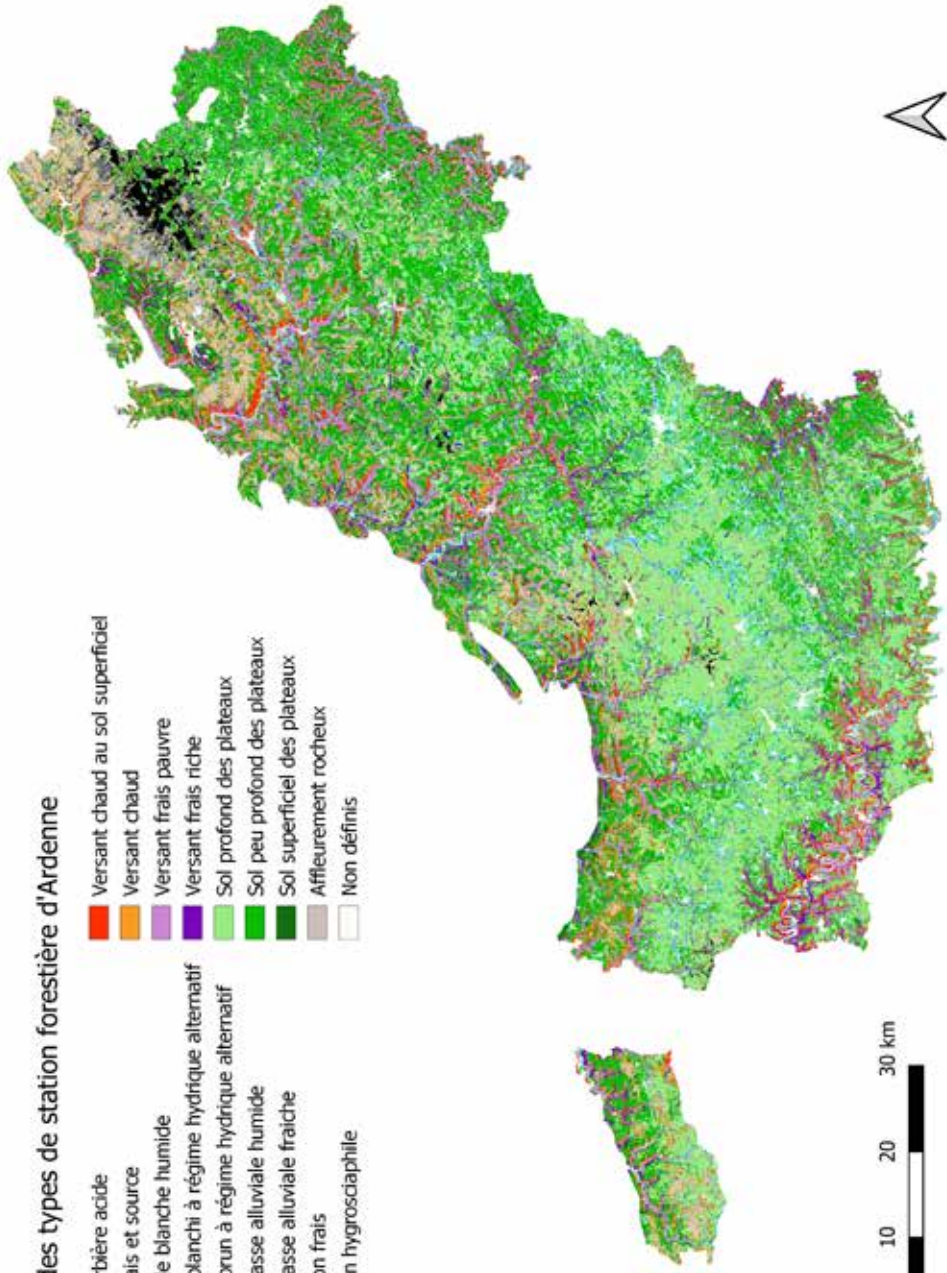 les types de station forestière d'Ardenne
rbière acide
ais et source
e blanche humide
blanchi à régime hydrique alternatif
brun à régime hydrique alternatif
asse alluviale humide
asse alluviale fraiche
on frais
n hygrosciaphile
Versant chaud au sol superficiel
Versant chaud
Versant frais pauvre
Versant frais riche
Sol profond des plateaux
Sol peu profond des plateaux
Sol superficiel des plateaux
Affleurement rocheux
Non définis
10 20 30 km